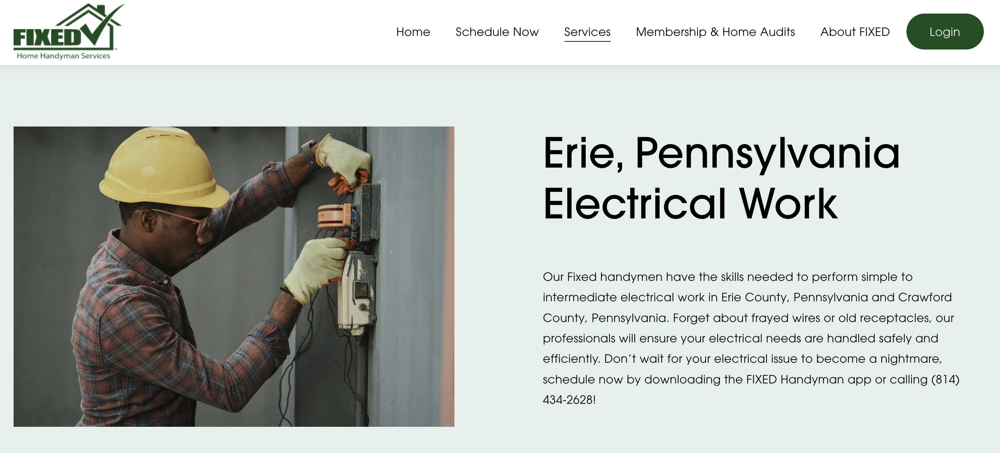 FIXED
TM
Home Handyman Services
Home Schedule Now Services Membership & Home Audits About FIXED Login
Erie, Pennsylvania
Electrical Work
Our Fixed handymen have the skills needed to perform simple to
intermediate electrical work in Erie County, Pennsylvania and Crawford
County, Pennsylvania. Forget about frayed wires or old receptacles, our
professionals will ensure your electrical needs are handled safely and
efficiently. Don’t wait for your electrical issue to become a nightmare,
schedule now by downloading the FIXED Handyman app or calling (814)
434-2628!